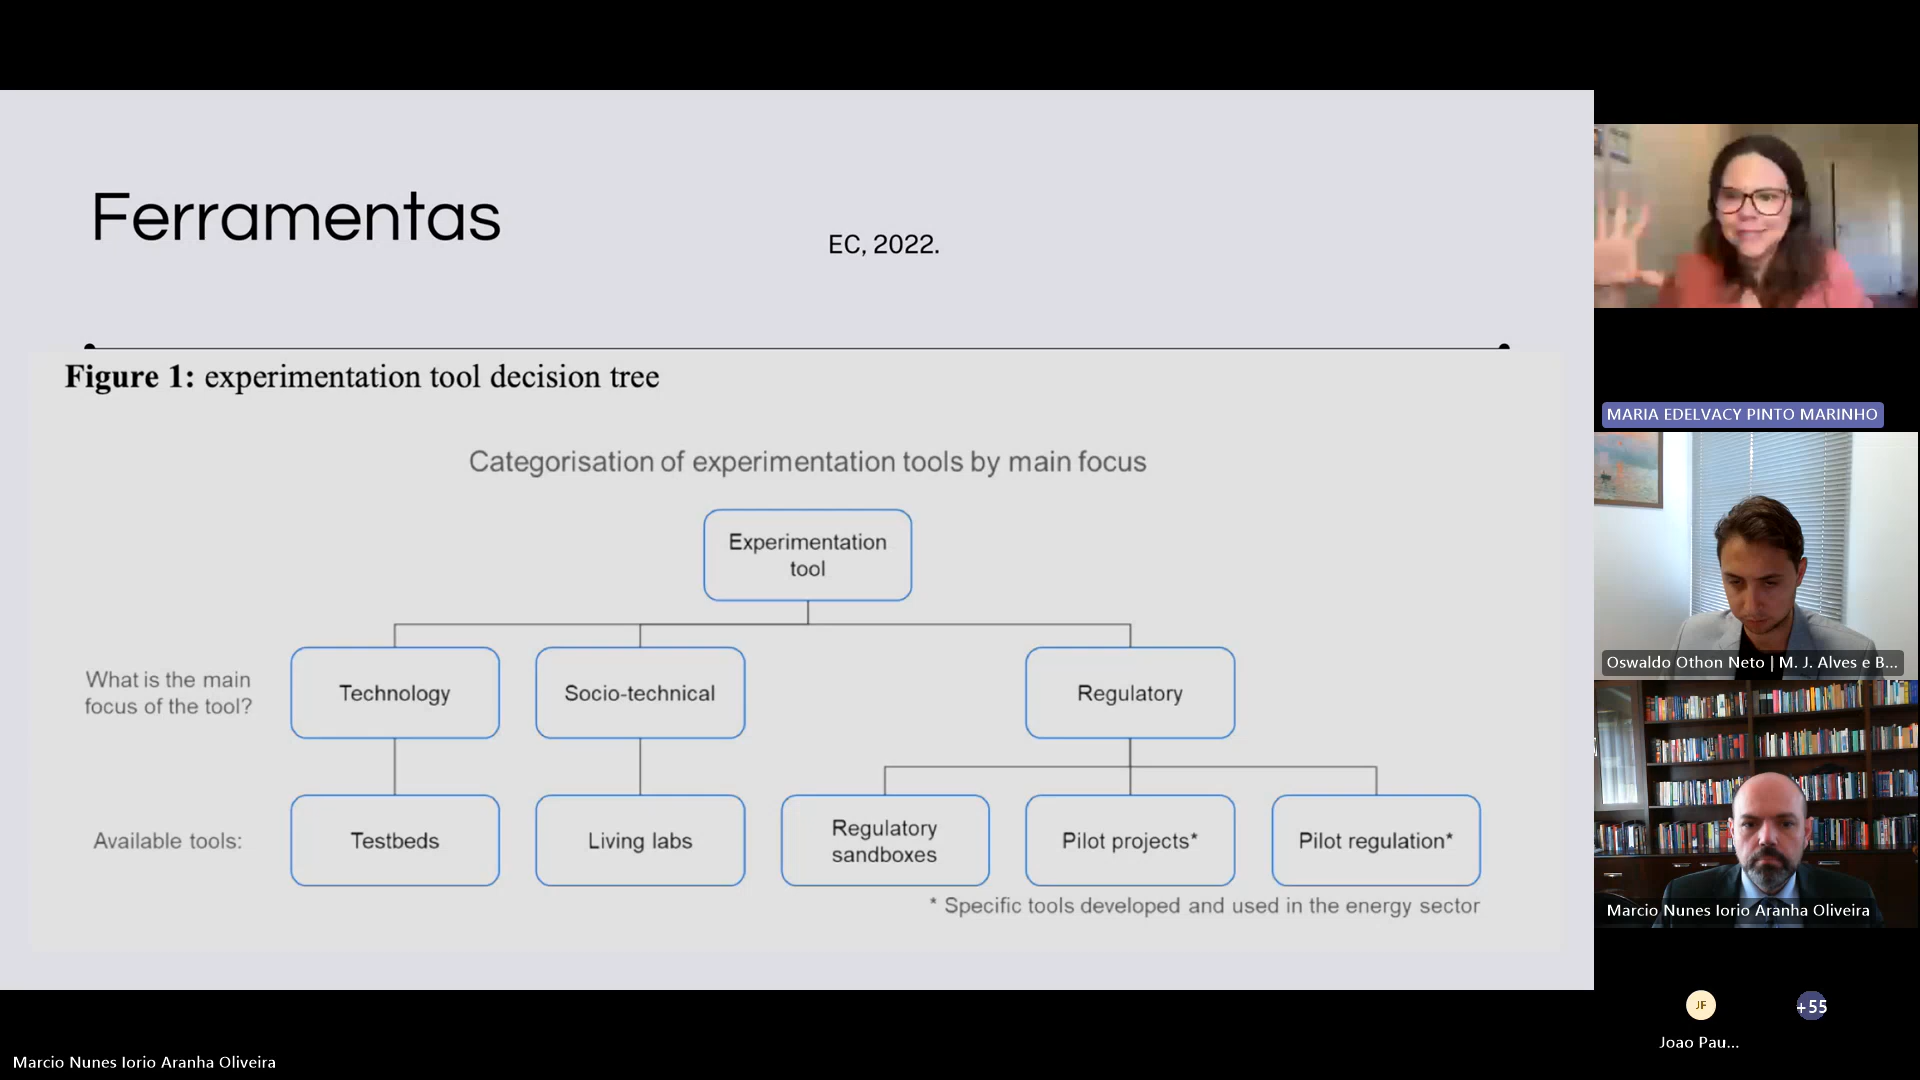 Ferramentas
EC, 2022.
Figure 1: experimentation tool decision tree
Categorisation of experimentation tools by main focus
Experimentation
tool
What is the main
focus of the tool?
Technology
Socio-technical
Regulatory
Available tools:
Testbeds
Living labs
Regulatory
sandboxes
Pilot projects*
Pilot regulation*
* Specific tools developed and used in the energy sector
MARIA EDELVACY PINTO MARINHO
Oswaldo Othon Neto | M. J. Alves e B...
Marcio Nunes Iorio Aranha Oliveira
JF
+55
Joao Pau...
Marcio Nunes Iorio Aranha Oliveira